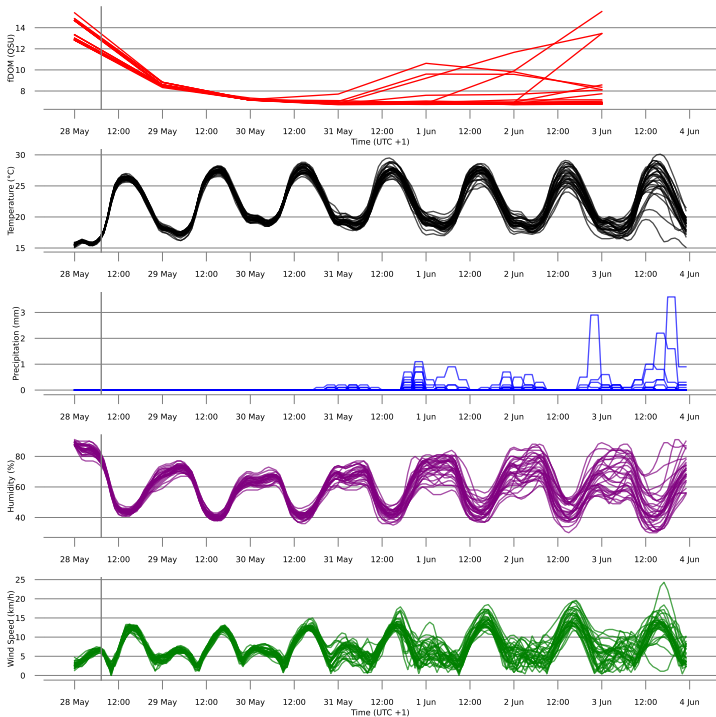 fDOM (QSU)
14
12
10
8
28 May 12:00 29 May 12:00 30 May 12:00 31 May 12:00 1 Jun 12:00 2 Jun 12:00 3 Jun 12:00 4 Jun
Time (UTC +1)
Temperature (°C)
30
25
20
15
28 May 12:00 29 May 12:00 30 May 12:00 31 May 12:00 1 Jun 12:00 2 Jun 12:00 3 Jun 12:00 4 Jun
Precipitation (mm)
3
2
1
0
28 May 12:00 29 May 12:00 30 May 12:00 31 May 12:00 1 Jun 12:00 2 Jun 12:00 3 Jun 12:00 4 Jun
Humidity (%)
80
60
40
28 May 12:00 29 May 12:00 30 May 12:00 31 May 12:00 1 Jun 12:00 2 Jun 12:00 3 Jun 12:00 4 Jun
Wind Speed (km/h)
25
20
15
10
5
0
28 May 12:00 29 May 12:00 30 May 12:00 31 May 12:00 1 Jun 12:00 2 Jun 12:00 3 Jun 12:00 4 Jun
Time (UTC +1)